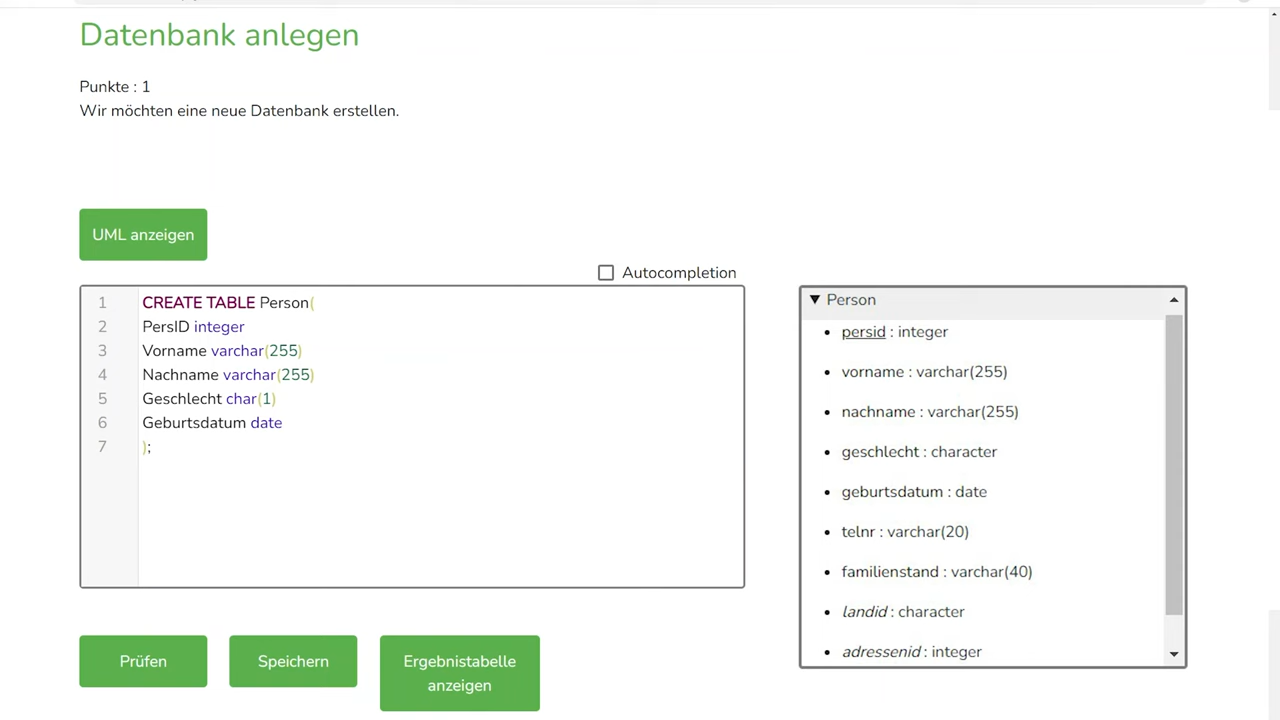 Datenbank anlegen
Punkte : 1
Wir möchten eine neue Datenbank erstellen.
UML anzeigen
Autocompletion
1 CREATE TABLE Person(
2 PersID integer
3 Vorname varchar(255)
4 Nachname varchar(255)
5 Geschlecht char(1)
6 Geburtsdatum date
7 );
▼ Person
• persid : integer
• vorname : varchar(255)
• nachname : varchar(255)
• geschlecht : character
• geburtsdatum : date
• telnr : varchar(20)
• familienstand : varchar(40)
• landid : character
• adressenid : integer
Prüfen
Speichern
Ergebnistabelle
anzeigen